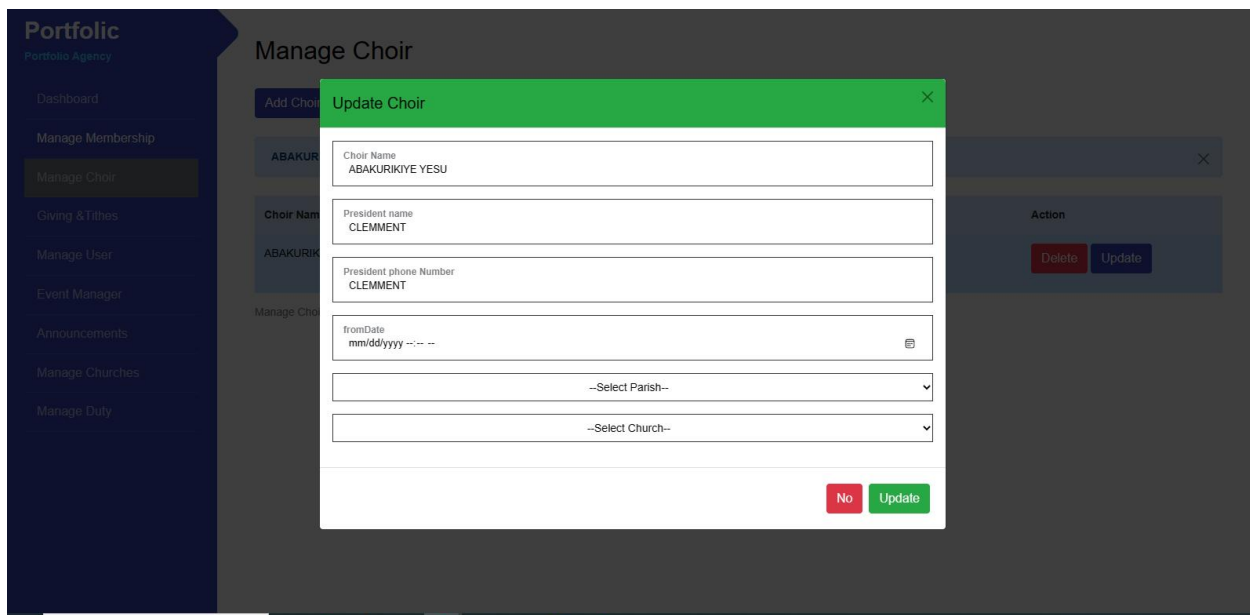 Portfolic
Portfolio Agency
Dashboard
Manage Membership
Manage Choir
Giving &Tithes
Manage User
Event Manager
Announcements
Manage Churches
Manage Duty
Manage Choir
Add Choir
ABAKUR
Choir Nam
Action
ABAKURIK
Delete Update
Manage Choi
Update Choir
Choir Name
ABAKURIKIYE YESU
President name
CLEMMENT
President phone Number
CLEMMENT
fromDate
mm/dd/yyyy --:-- --
--Select Parish--
--Select Church--
No Update